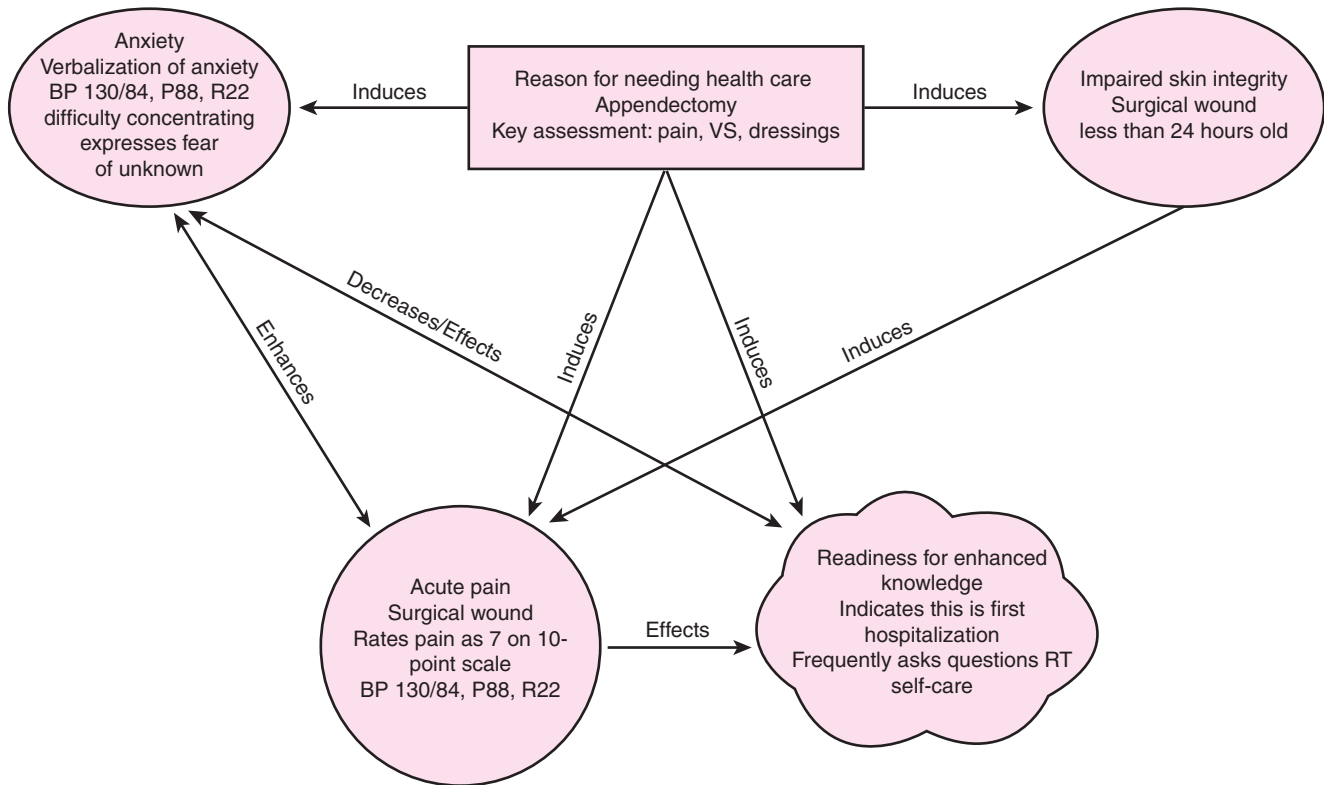 Anxiety
Verbalization of anxiety
BP 130/84, P88, R22
difficulty concentrating
expresses fear
of unknown
Induces
Reason for needing health care
Appendectomy
Key assessment: pain, VS, dressings
Induces
Impaired skin integrity
Surgical wound
less than 24 hours old
Enhances
Decreases/Effects
Induces
Induces
Induces
Acute pain
Surgical wound
Rates pain as 7 on 10-
point scale
BP 130/84, P88, R22
Effects
Readiness for enhanced
knowledge
Indicates this is first
hospitalization
Frequently asks questions RT
self-care